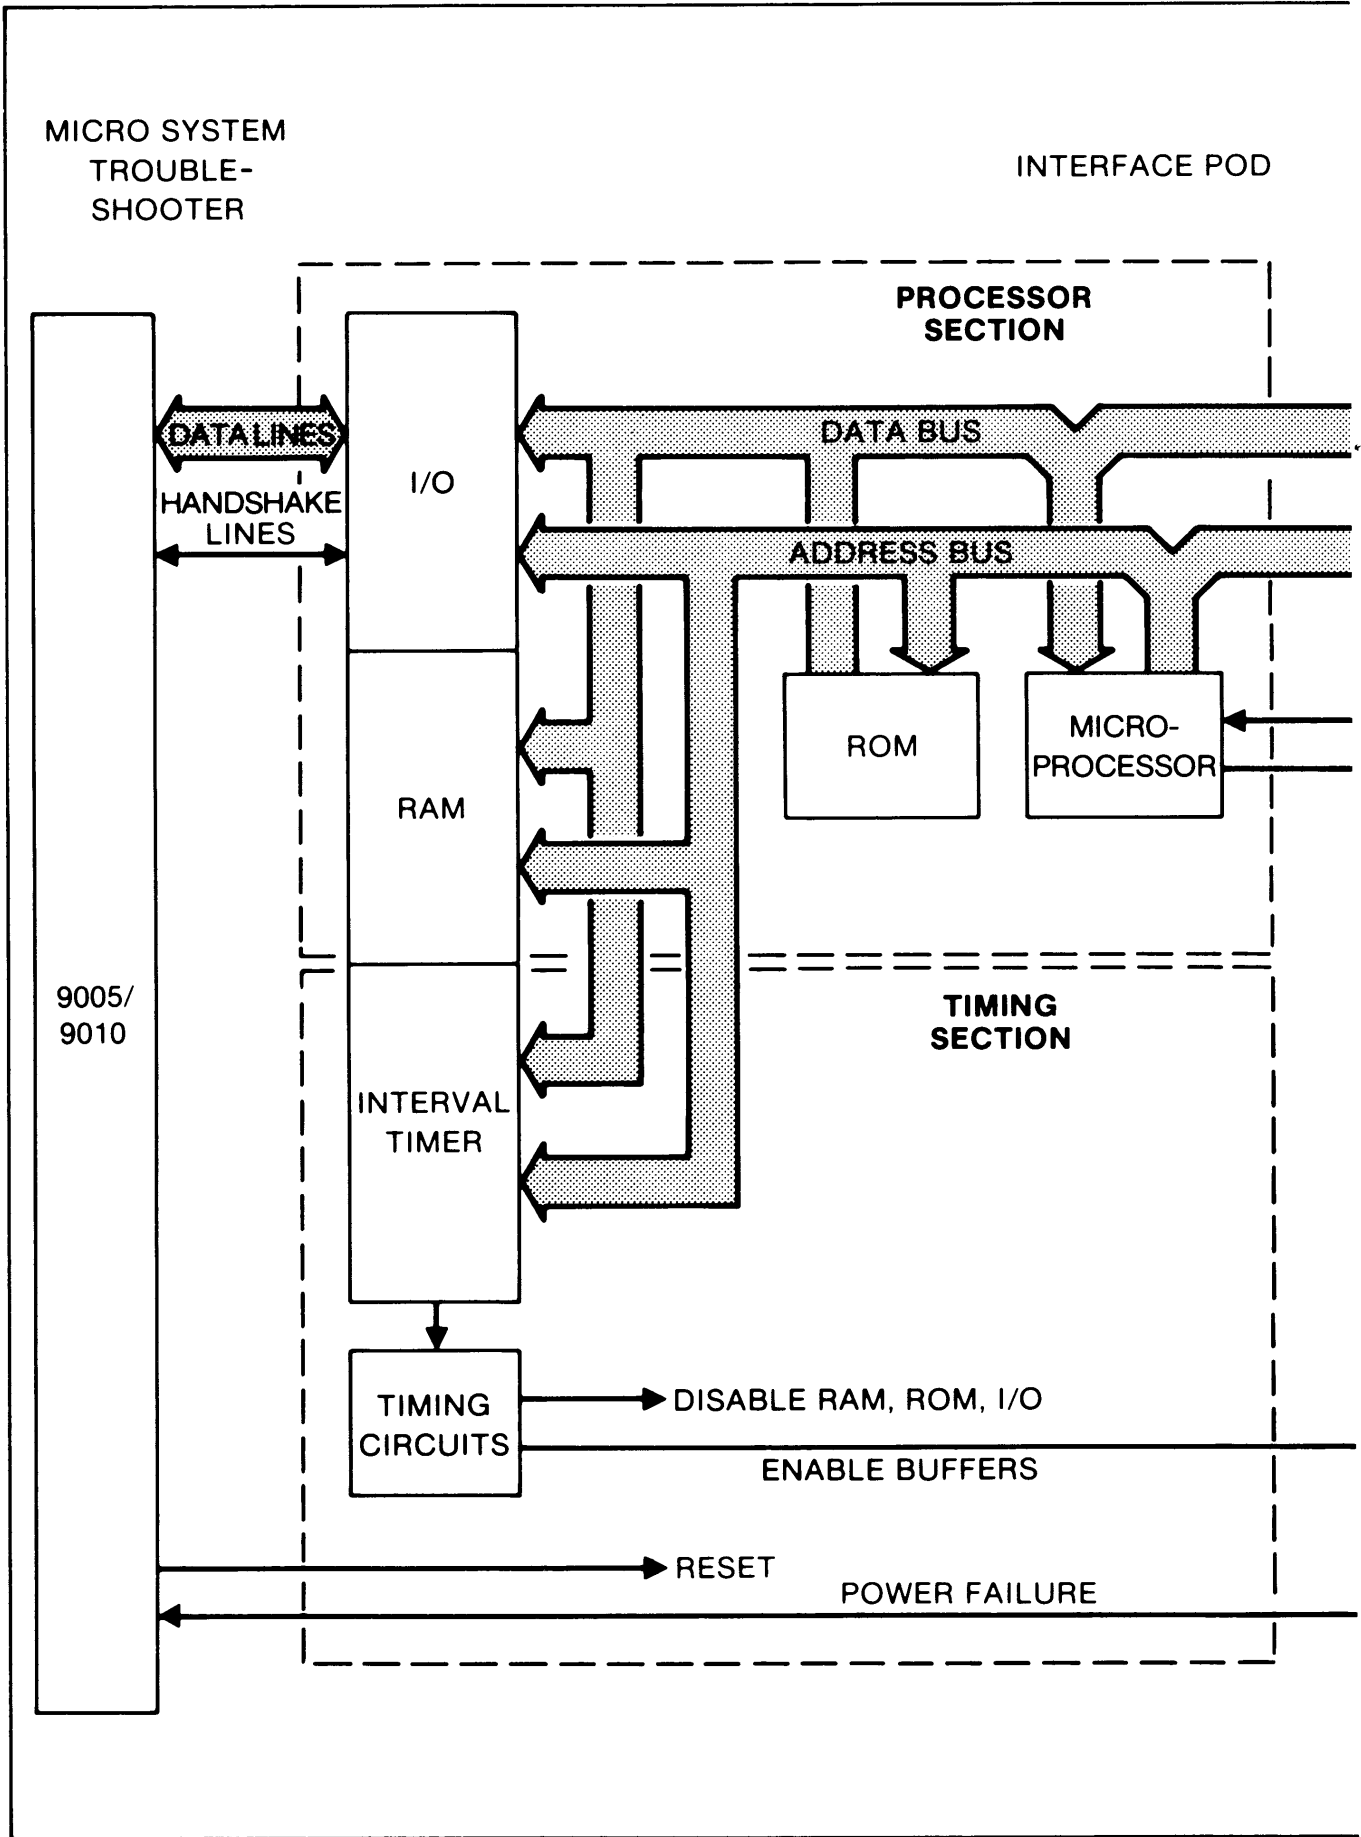 MICRO SYSTEM
TROUBLE-
SHOOTER
INTERFACE POD
PROCESSOR
SECTION
DATA LINES
DATA BUS
I/O
HANDSHAKE
LINES
ADDRESS BUS
ROM
MICRO-
PROCESSOR
RAM
9005/
9010
TIMING
SECTION
INTERVAL
TIMER
TIMING
CIRCUITS
DISABLE RAM, ROM, I/O
ENABLE BUFFERS
RESET
POWER FAILURE